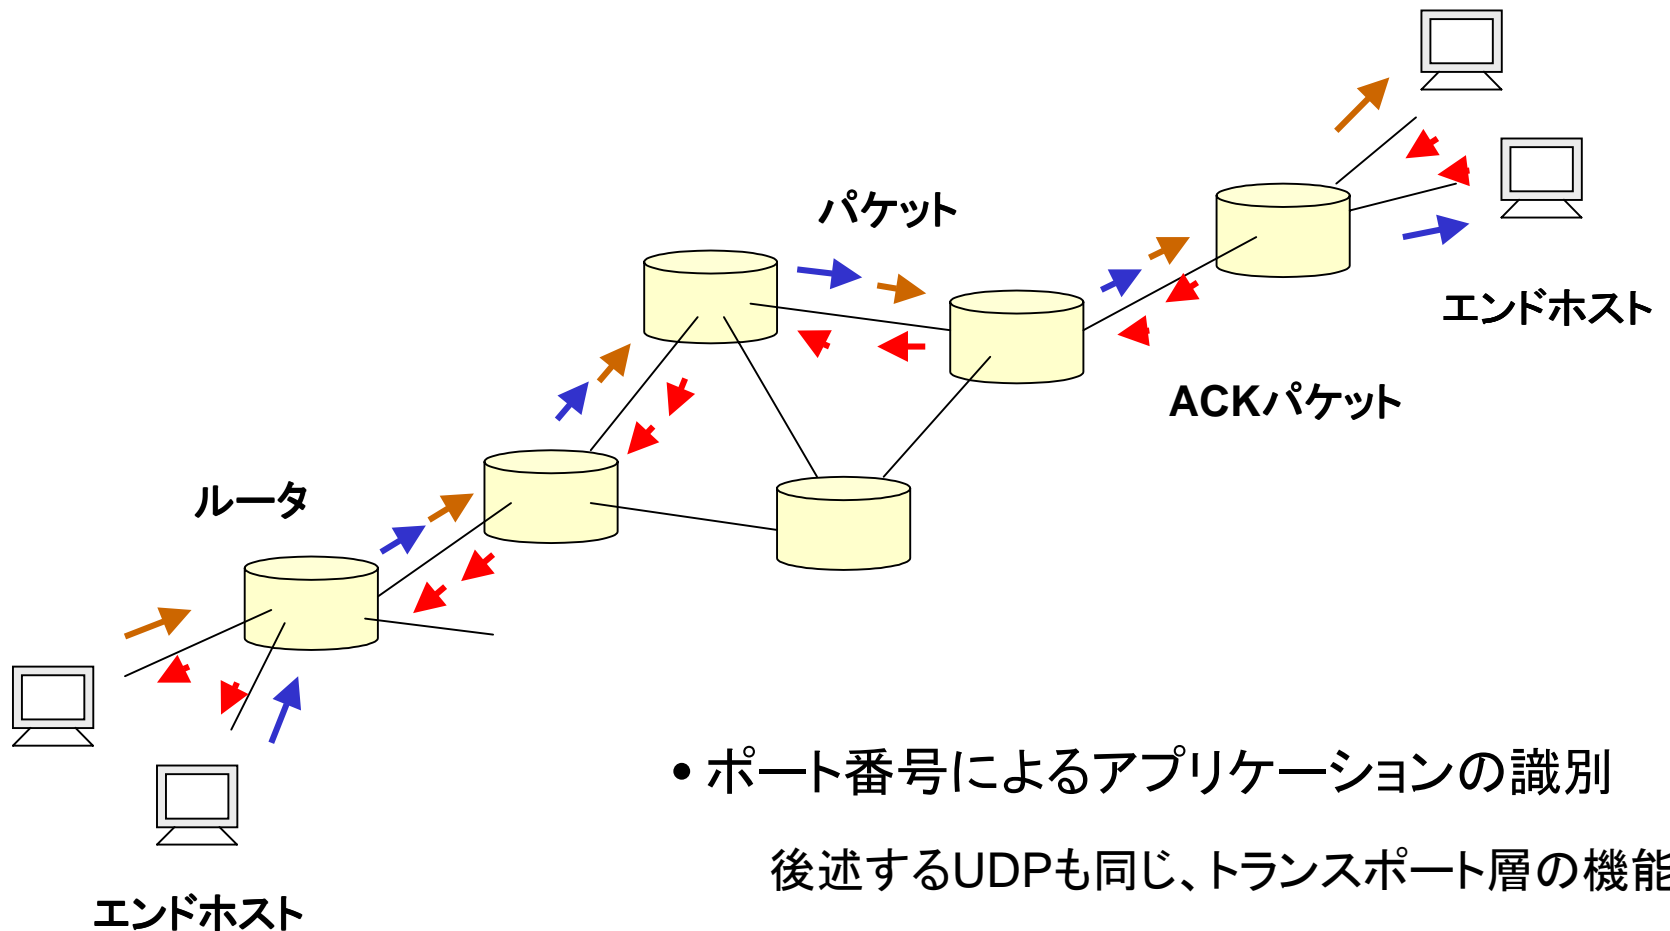 パケット
エンドホスト
ACKパケット
ルータ
• ポート番号によるアプリケーションの識別
後述するUDPも同じ、トランスポート層の機能
エンドホスト